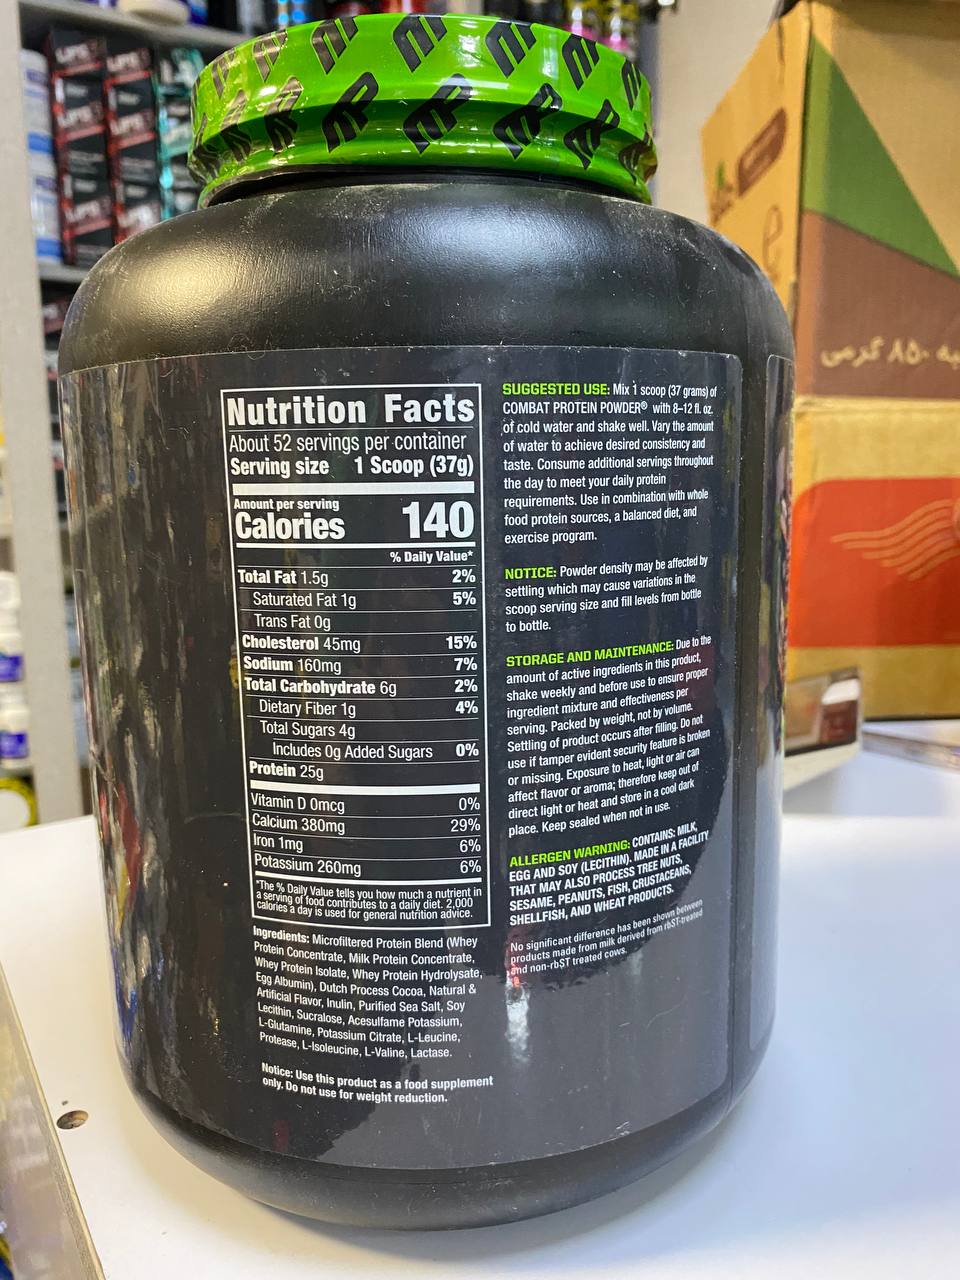 Nutrition Facts
About 52 servings per container
Serving size 1 Scoop (37g)
Amount per serving
Calories 140
% Daily Value*
Total Fat 1.5g 2%
Saturated Fat 1g 5%
Trans Fat 0g
Cholesterol 45mg 15%
Sodium 160mg 7%
Total Carbohydrate 6g 2%
Dietary Fiber 1g 4%
Total Sugars 4g
Includes 0g Added Sugars 0%
Protein 25g
Vitamin D 0mcg 0%
Calcium 380mg 29%
Iron 1mg 6%
Potassium 260mg 6%
*The % Daily Value tells you how much a nutrient in
a serving of food contributes to a daily diet. 2,000
calories a day is used for general nutrition advice.
Ingredients: Microfiltered Protein Blend (Whey
Protein Concentrate, Milk Protein Concentrate,
Whey Protein Isolate, Whey Protein Hydrolysate,
Egg Albumin), Dutch Process Cocoa, Natural &
Artificial Flavor, Inulin, Purified Sea Salt, Soy
Lecithin, Sucralose, Acesulfame Potassium,
L-Glutamine, Potassium Citrate, L-Leucine,
Protease, L-Isoleucine, L-Valine, Lactase.
Notice: Use this product as a food supplement
only. Do not use for weight reduction.
SUGGESTED USE: Mix 1 scoop (37 grams) of
COMBAT PROTEIN POWDER® with 8–12 fl. oz.
of cold water and shake well. Vary the amount
of water to achieve desired consistency and
taste. Consume additional servings throughout
the day to meet your daily protein
requirements. Use in combination with whole
food protein sources, a balanced diet, and
exercise program.
NOTICE: Powder density may be affected by
settling which may cause variations in the
scoop serving size and fill levels from bottle
to bottle.
STORAGE AND MAINTENANCE: Due to the
amount of active ingredients in this product,
shake weekly and before use to ensure proper
ingredient mixture and effectiveness per
serving. Packed by weight, not by volume.
Settling of product occurs after filling. Do not
use if tamper evident security feature is broken
or missing. Exposure to heat, light or air can
affect flavor or aroma; therefore keep out of
direct light or heat and store in a cool dark
place. Keep sealed when not in use.
ALLERGEN WARNING: CONTAINS: MILK,
EGG AND SOY (LECITHIN). MADE IN A FACILITY
THAT MAY ALSO PROCESS TREE NUTS,
SESAME, PEANUTS, FISH, CRUSTACEANS,
SHELLFISH, AND WHEAT PRODUCTS.
No significant difference has been shown between
products made from milk derived from rbST-treated
and non-rbST treated cows.
۸۵۰ گرمی